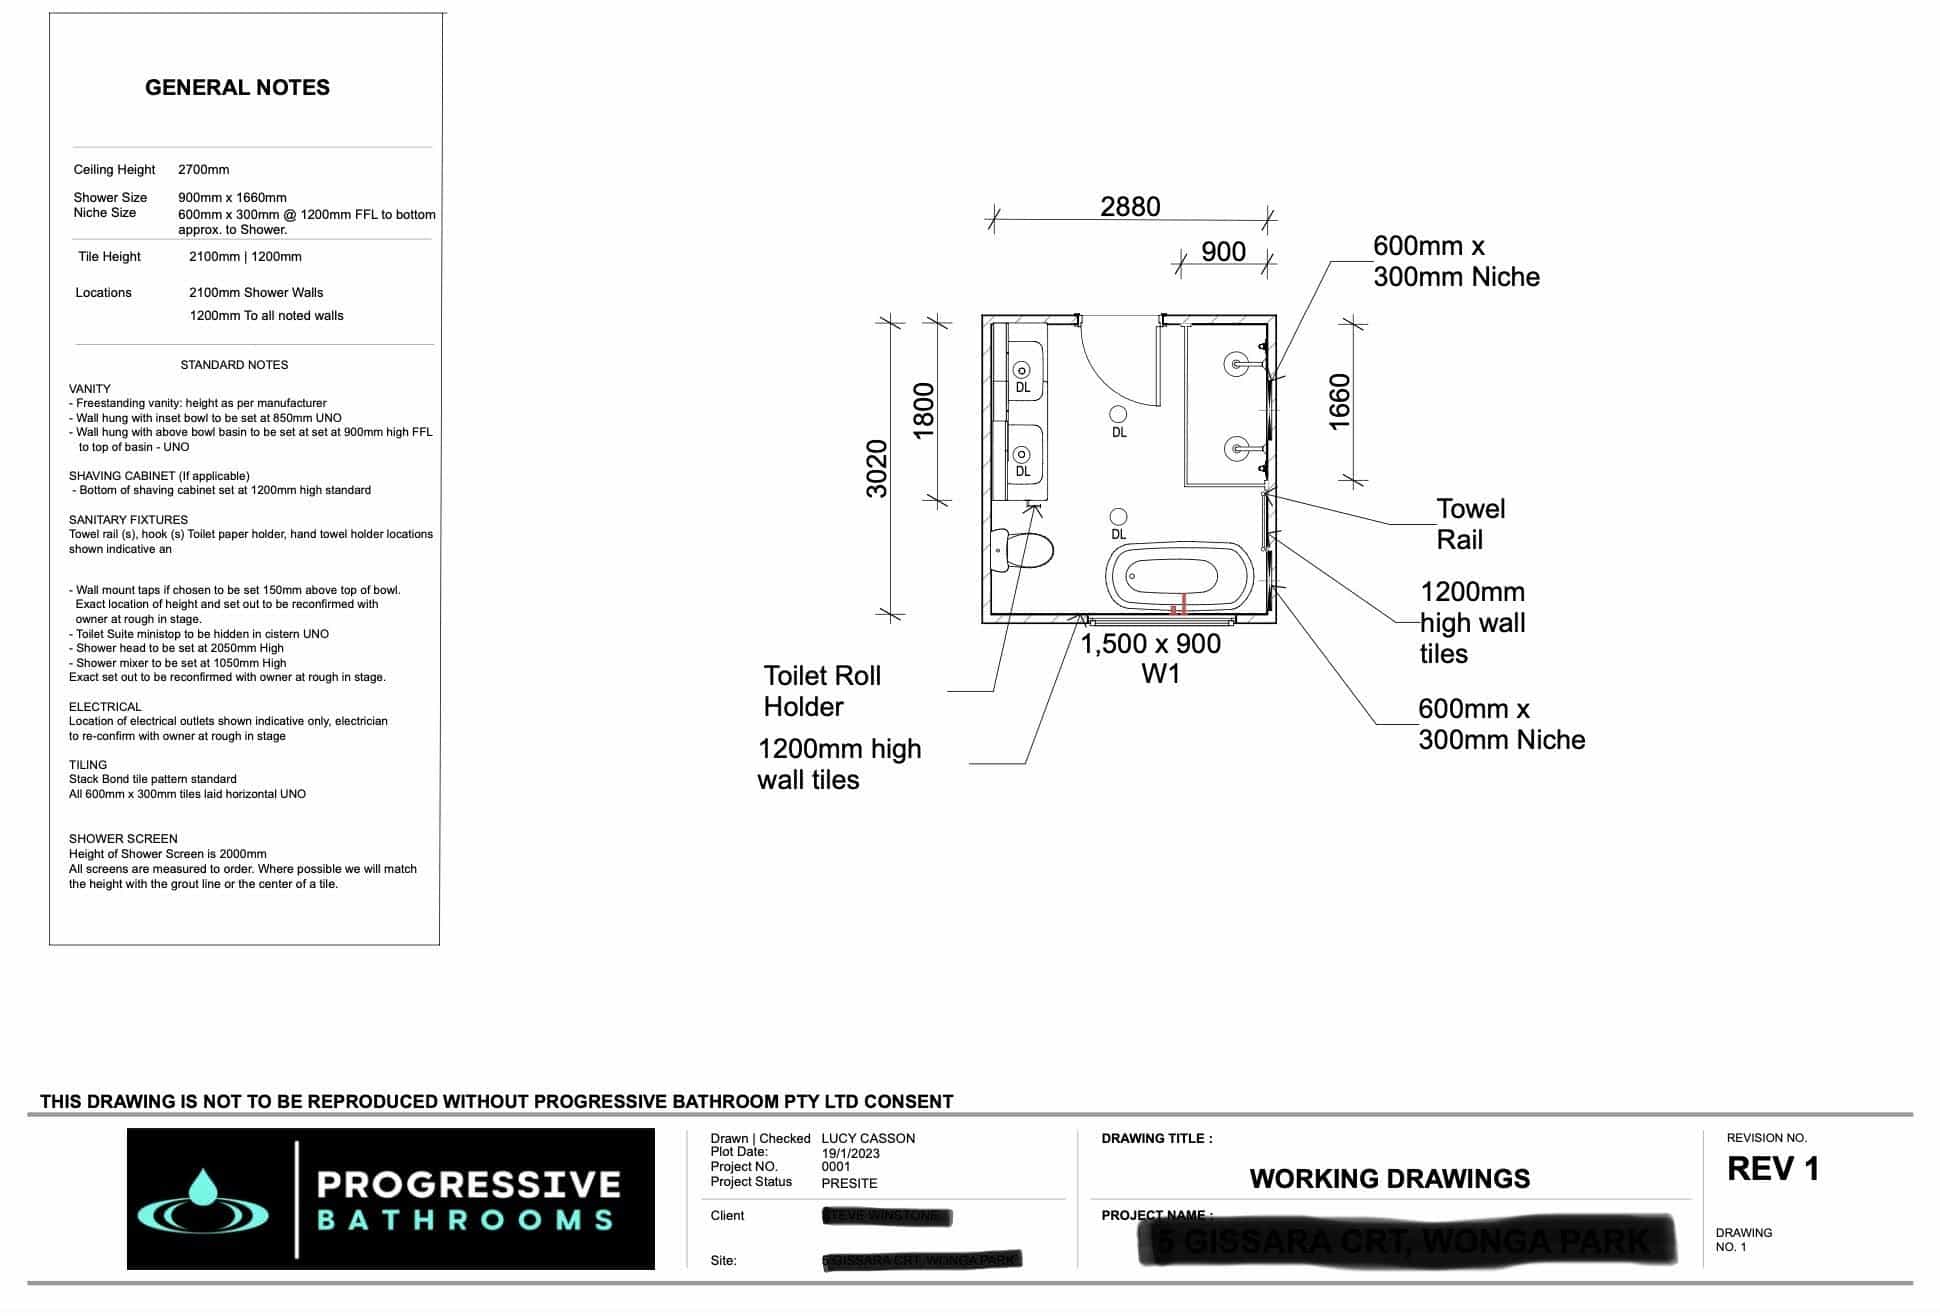 GENERAL NOTES
Ceiling Height 2700mm
Shower Size 900mm x 1660mm
Niche Size 600mm x 300mm @ 1200mm FFL to bottom
approx. to Shower.
Tile Height 2100mm | 1200mm
Locations 2100mm Shower Walls
1200mm To all noted walls
STANDARD NOTES
VANITY
- Freestanding vanity: height as per manufacturer
- Wall hung with inset bowl to be set at 850mm UNO
- Wall hung with above bowl basin to be set at set at 900mm high FFL
to top of basin - UNO
SHAVING CABINET (If applicable)
- Bottom of shaving cabinet set at 1200mm high standard
SANITARY FIXTURES
Towel rail (s), hook (s) Toilet paper holder, hand towel holder locations
shown indicative an
- Wall mount taps if chosen to be set 150mm above top of bowl.
Exact location of height and set out to be reconfirmed with
owner at rough in stage.
- Toilet Suite ministop to be hidden in cistern UNO
- Shower head to be set at 2050mm High
- Shower mixer to be set at 1050mm High
Exact set out to be reconfirmed with owner at rough in stage.
ELECTRICAL
Location of electrical outlets shown indicative only, electrician
to re-confirm with owner at rough in stage
TILING
Stack Bond tile pattern standard
All 600mm x 300mm tiles laid horizontal UNO
SHOWER SCREEN
Height of Shower Screen is 2000mm
All screens are measured to order. Where possible we will match
the height with the grout line or the center of a tile.
2880
900
600mm x
300mm Niche
3020
1800
1660
DL
DL
DL
DL
Towel
Rail
1200mm
high wall
tiles
600mm x
300mm Niche
1,500 x 900
W1
Toilet Roll
Holder
1200mm high
wall tiles
THIS DRAWING IS NOT TO BE REPRODUCED WITHOUT PROGRESSIVE BATHROOM PTY LTD CONSENT
PROGRESSIVE
BATHROOMS
Drawn | Checked LUCY CASSON
Plot Date: 19/1/2023
Project NO. 0001
Project Status PRESITE
Client
Site:
DRAWING TITLE :
WORKING DRAWINGS
PROJECT NAME :
REVISION NO.
REV 1
DRAWING
NO. 1